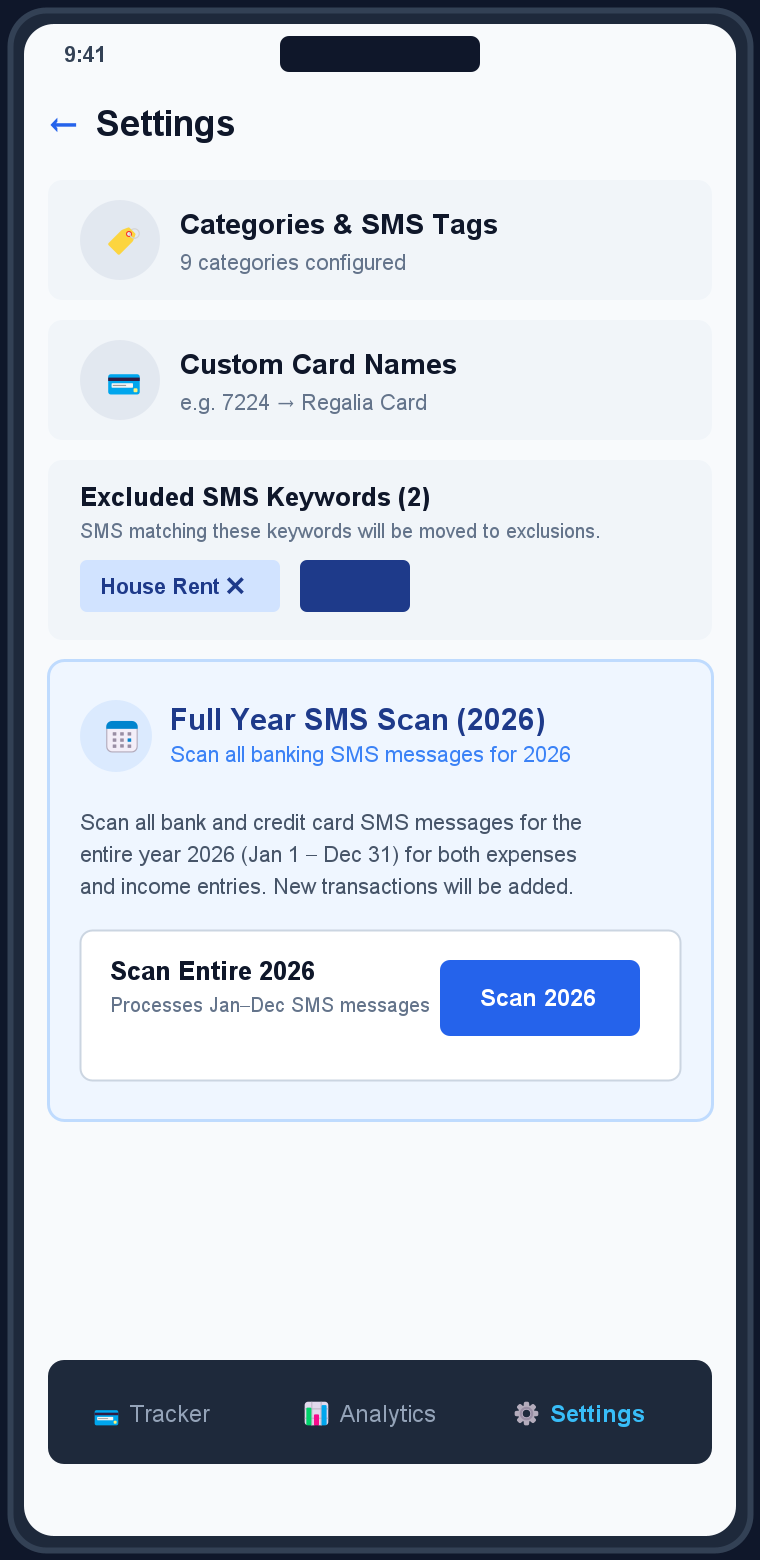 9:41
← Settings
Categories & SMS Tags
9 categories configured
Custom Card Names
e.g. 7224 → Regalia Card
Excluded SMS Keywords (2)
SMS matching these keywords will be moved to exclusions.
House Rent ✕
Full Year SMS Scan (2026)
Scan all banking SMS messages for 2026
Scan all bank and credit card SMS messages for the
entire year 2026 (Jan 1 – Dec 31) for both expenses
and income entries. New transactions will be added.
Scan Entire 2026
Processes Jan–Dec SMS messages
Scan 2026
Tracker Analytics Settings